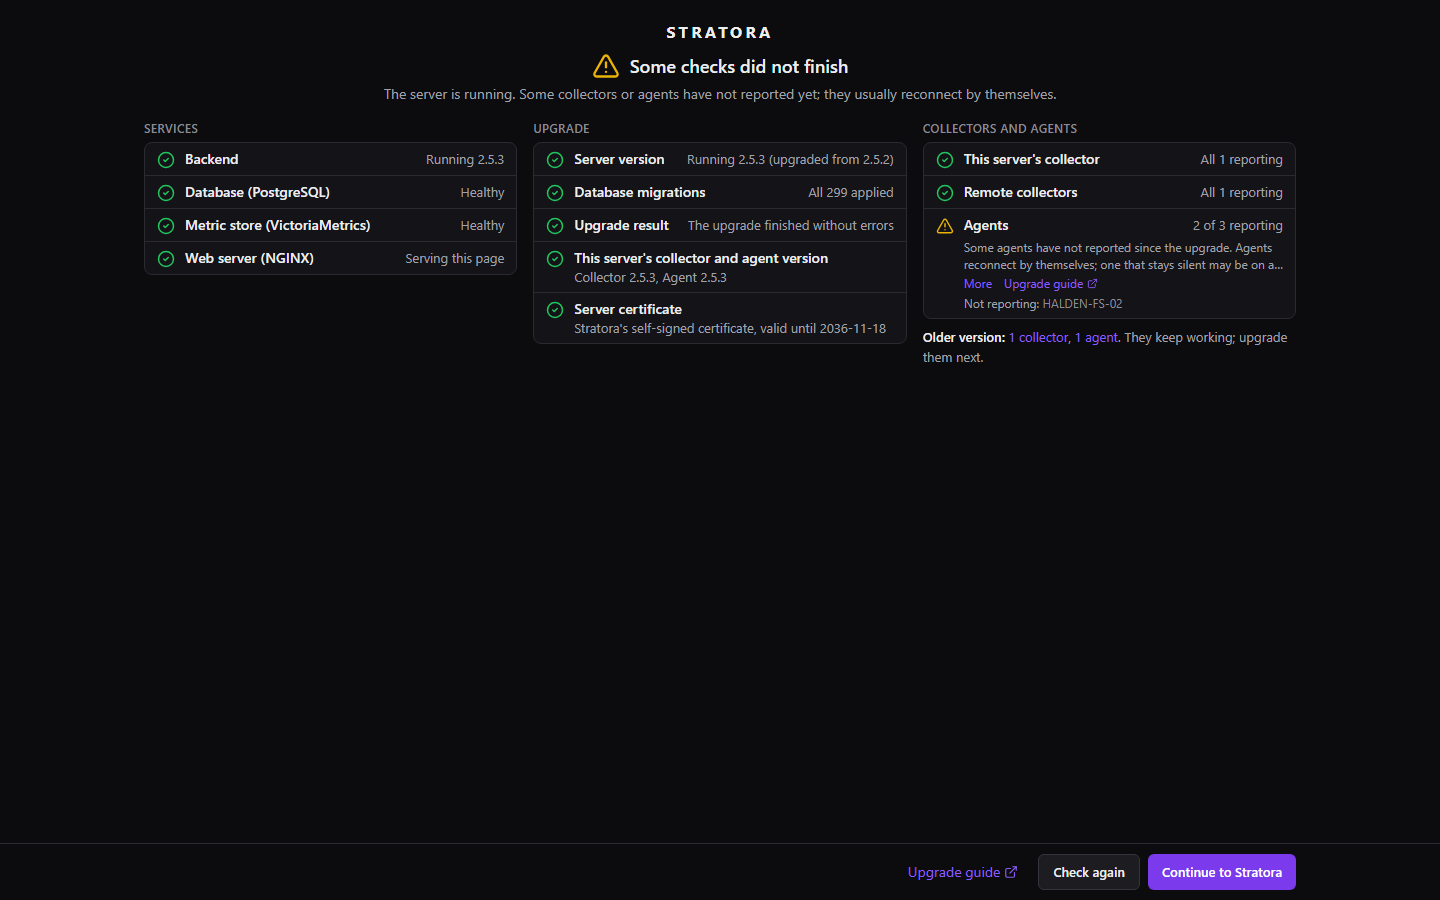 STRATORA
Some checks did not finish
The server is running. Some collectors or agents have not reported yet; they usually reconnect by themselves.
SERVICES
Backend Running 2.5.3
Database (PostgreSQL) Healthy
Metric store (VictoriaMetrics) Healthy
Web server (NGINX) Serving this page
UPGRADE
Server version Running 2.5.3 (upgraded from 2.5.2)
Database migrations All 299 applied
Upgrade result The upgrade finished without errors
This server's collector and agent version
Collector 2.5.3, Agent 2.5.3
Server certificate
Stratora's self-signed certificate, valid until 2036-11-18
COLLECTORS AND AGENTS
This server's collector All 1 reporting
Remote collectors All 1 reporting
Agents 2 of 3 reporting
Some agents have not reported since the upgrade. Agents
reconnect by themselves; one that stays silent may be on a...
More Upgrade guide
Not reporting: HALDEN-FS-02
Older version: 1 collector, 1 agent. They keep working; upgrade
them next.
Upgrade guide Check again Continue to Stratora